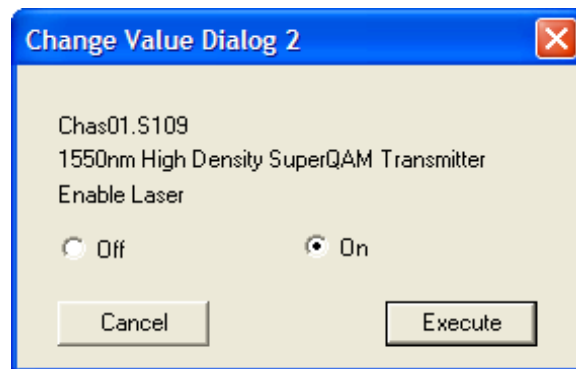 Change Value Dialog 2
Chas01.S109
1550nm High Density SuperQAM Transmitter
Enable Laser
Off On
Cancel Execute